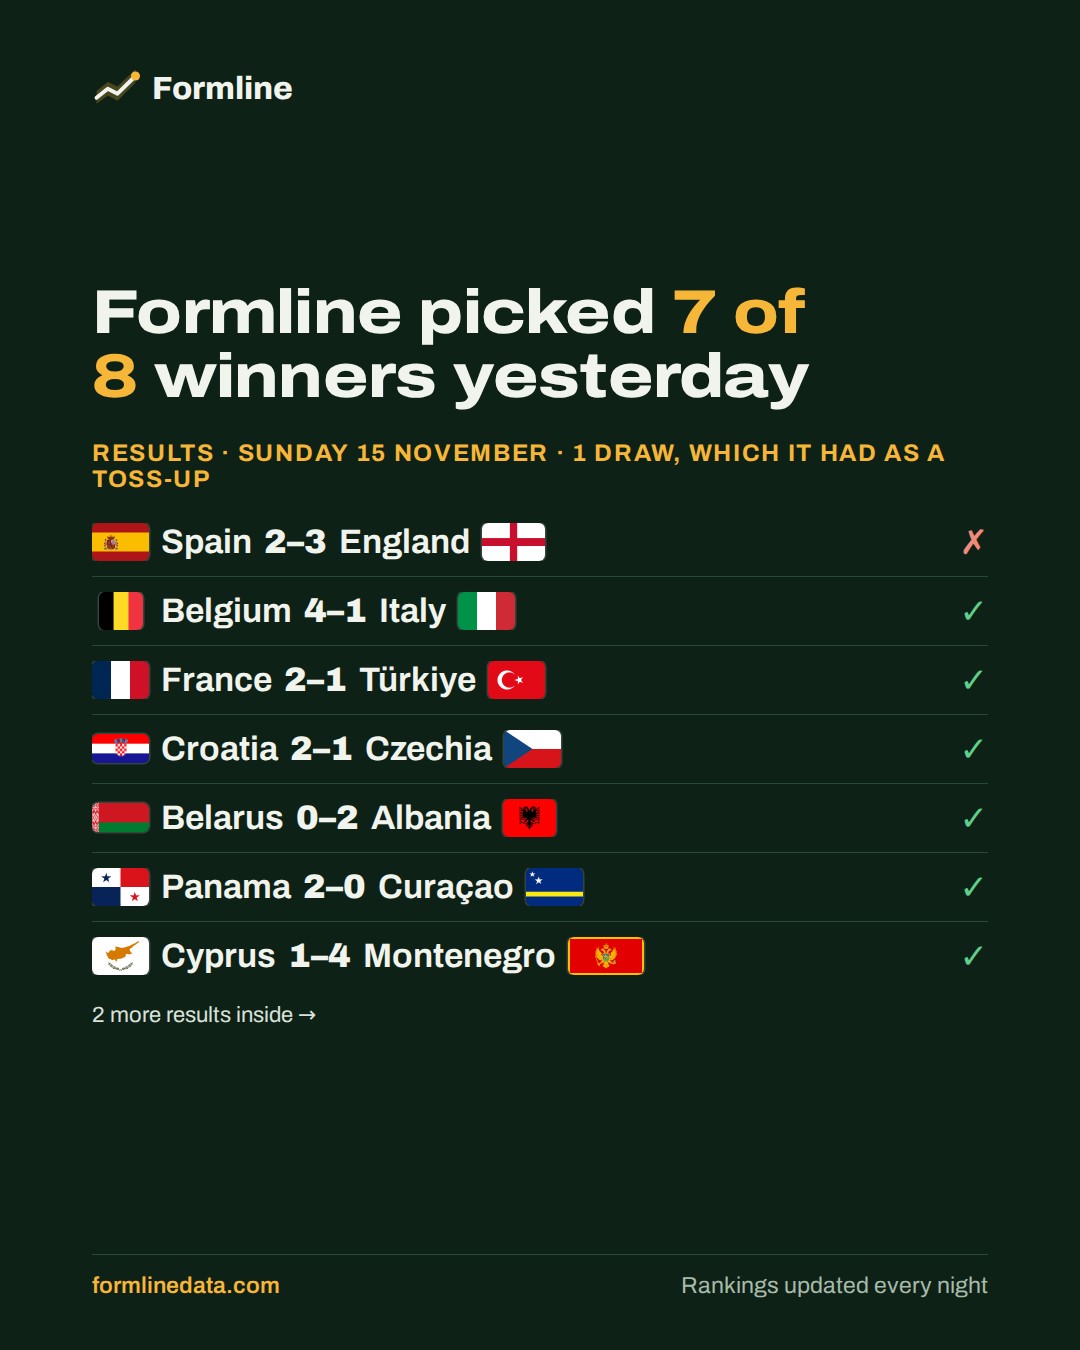 Formline
Formline picked 7 of
8 winners yesterday
RESULTS · SUNDAY 15 NOVEMBER · 1 DRAW, WHICH IT HAD AS A
TOSS-UP
Spain 2–3 England ✗
Belgium 4–1 Italy ✓
France 2–1 Türkiye ✓
Croatia 2–1 Czechia ✓
Belarus 0–2 Albania ✓
Panama 2–0 Curaçao ✓
Cyprus 1–4 Montenegro ✓
2 more results inside →
formlinedata.com
Rankings updated every night